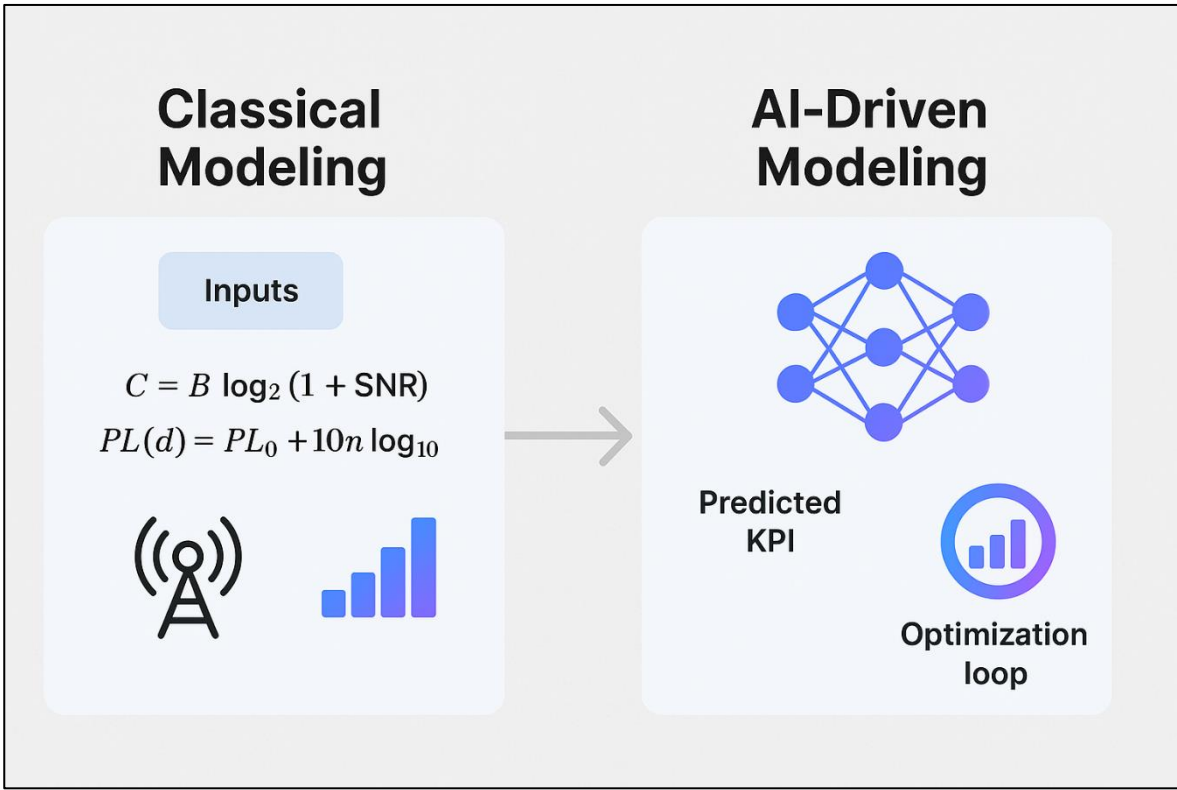 Classical
Modeling
Inputs
C = B log₂ (1 + SNR)
PL(d) = PL₀ + 10n log₁₀
AI-Driven
Modeling
Predicted
KPI
Optimization
loop